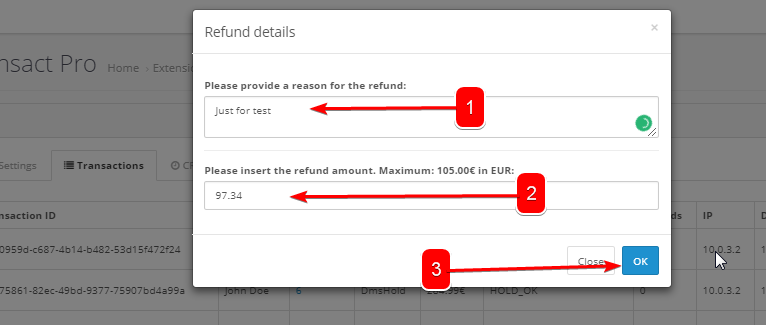 Refund details ×
nsact Pro Home › Extensio
Please provide a reason for the refund:
Just for test
1
Settings Transactions
Please insert the refund amount. Maximum: 105.00€ in EUR:
97.34
2
nsaction ID ds IP D
0959d-c687-4b14-b482-53d15f472f24 10.0.3.2 1
3
Close OK
75861-82ec-49bd-9377-75907bd4a99a John Doe 6 DmsHold HOLD_OK 0 10.0.3.2 1